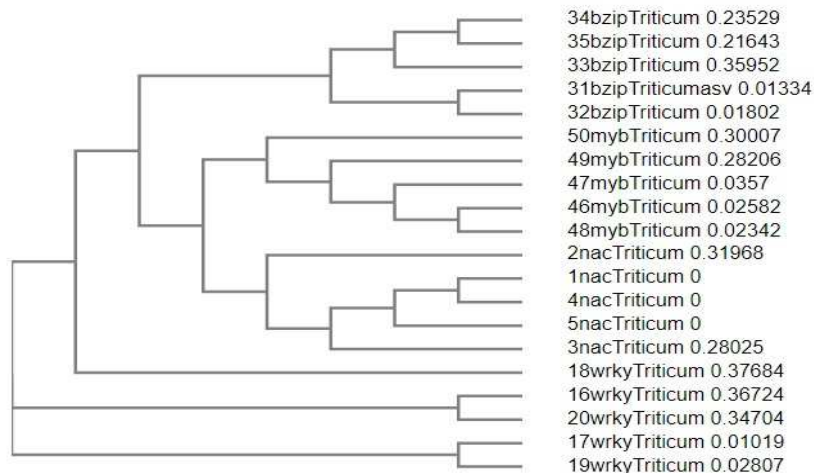 34bzipTriticum 0.23529
35bzipTriticum 0.21643
33bzipTriticum 0.35952
31bzipTriticumasv 0.01334
32bzipTriticum 0.01802
50mybTriticum 0.30007
49mybTriticum 0.28206
47mybTriticum 0.0357
46mybTriticum 0.02582
48mybTriticum 0.02342
2nacTriticum 0.31968
1nacTriticum 0
4nacTriticum 0
5nacTriticum 0
3nacTriticum 0.28025
18wrkyTriticum 0.37684
16wrkyTriticum 0.36724
20wrkyTriticum 0.34704
17wrkyTriticum 0.01019
19wrkyTriticum 0.02807